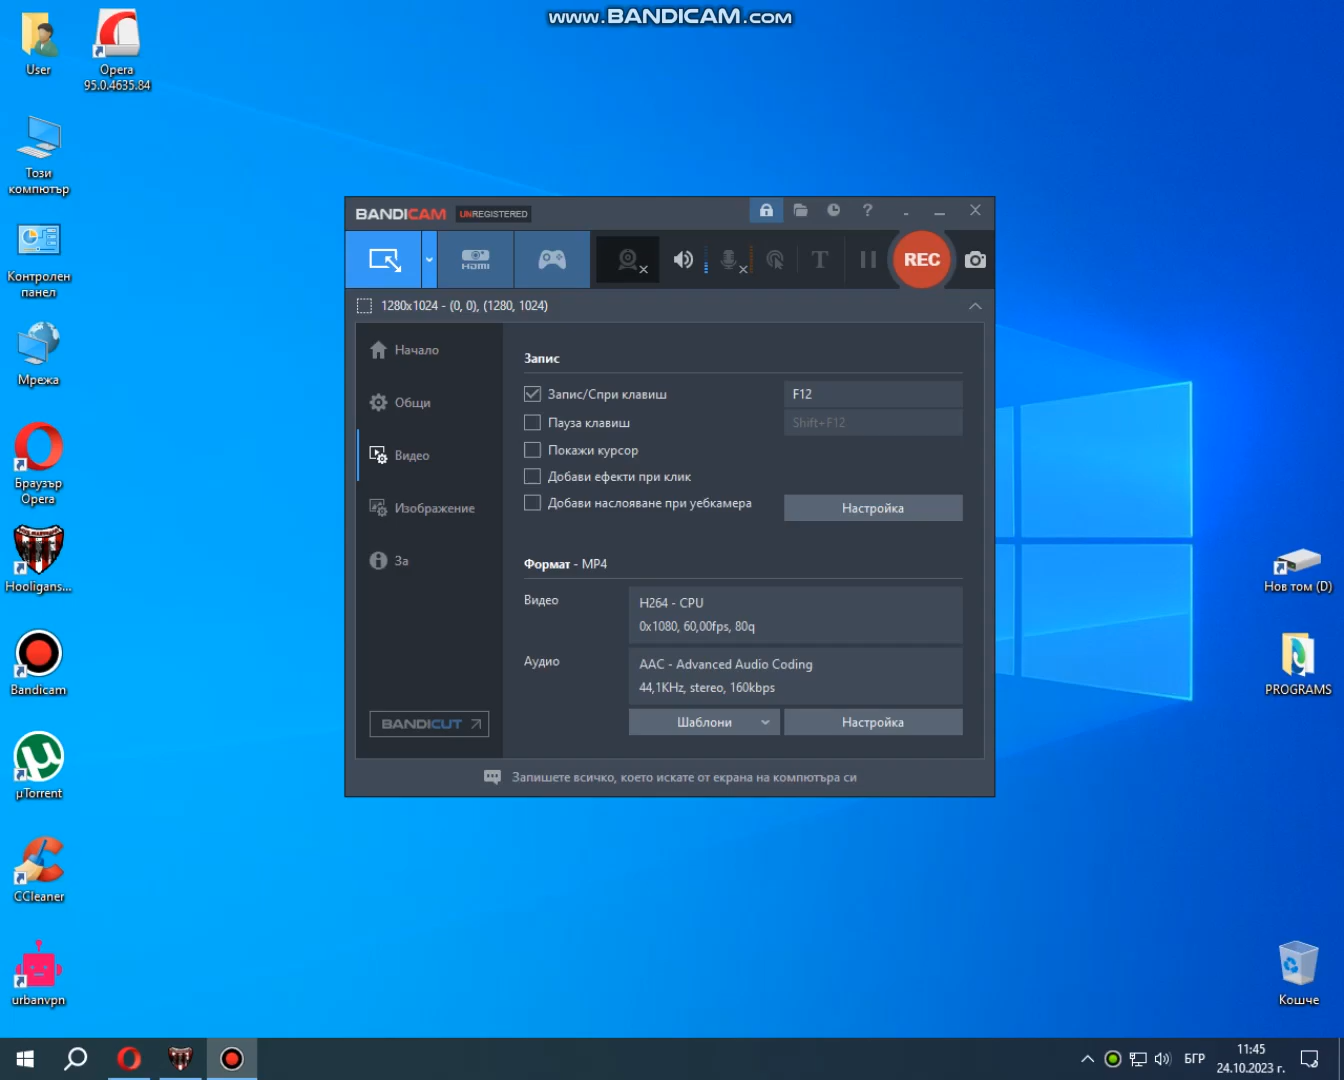 www.BANDICAM.com
User
Opera
95.0.4635.84
Този
компютър
Контролен
панел
Мрежа
Браузър
Opera
Hooligans...
Bandicam
µTorrent
CCleaner
urbanvpn
BANDICAM UNREGISTERED
HDMI
T
REC
1280x1024 - (0, 0), (1280, 1024)
Начало
Общи
Видео
Изображение
За
BANDICUT
Запис
Запис/Спри клавиш
F12
Пауза клавиш
Shift+F12
Покажи курсор
Добави ефекти при клик
Добави наслояване при уебкамера
Настройка
Формат - MP4
Видео
H264 - CPU
0x1080, 60,00fps, 80q
Аудио
AAC - Advanced Audio Coding
44,1KHz, stereo, 160kbps
Шаблони
Настройка
Запишете всичко, което искате от екрана на компютъра си
Нов том (D)
PROGRAMS
Кошче
БГР
11:45
24.10.2023 г.